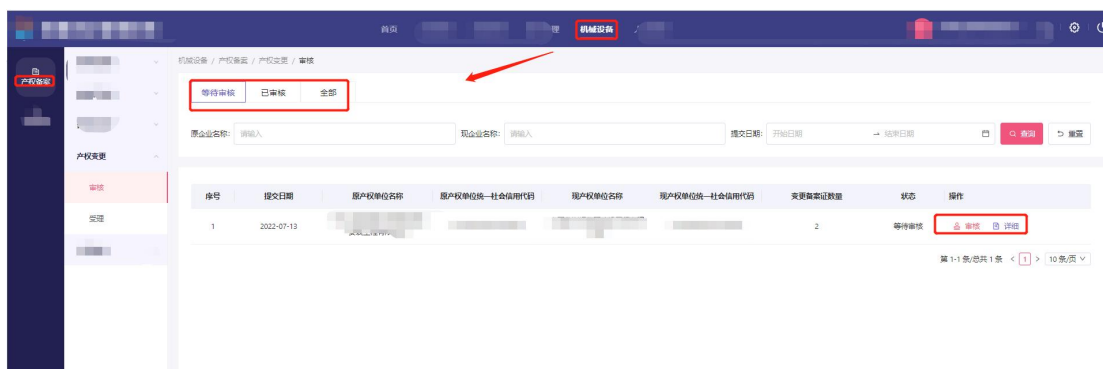 首页
理
机械设备
产权备案
机械设备 / 产权备案 / 产权变更 / 审核
等待审核 已审核 全部
原企业名称: 请输入 现企业名称: 请输入 提交日期: 开始日期 → 结束日期 查询 重置
产权变更
审核
受理
序号 提交日期 原产权单位名称 原产权单位统一社会信用代码 现产权单位名称 现产权单位统一社会信用代码 变更备案证数量 状态 操作
1 2022-07-13 2 等待审核 审核 详细
第 1-1 条/总共 1 条 < 1 > 10 条/页